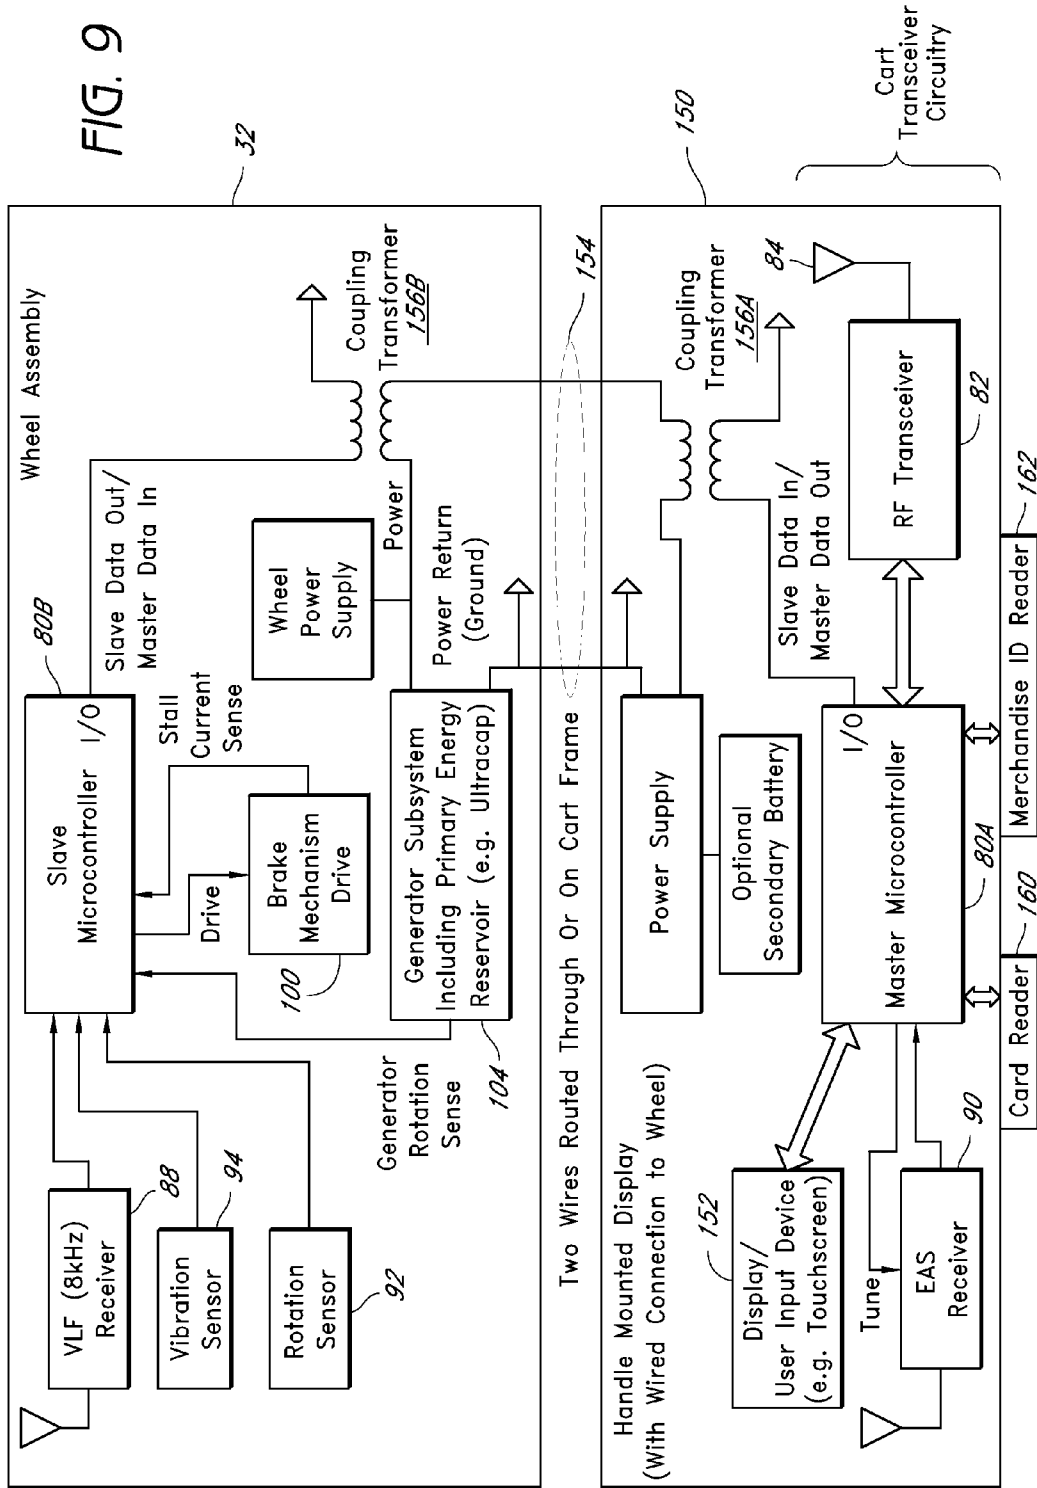 FIG. 9
Wheel Assembly
32
VLF (8kHz)
Receiver
88
Vibration
Sensor
94
Rotation
Sensor
92
Slave
Microcontroller
I/O
80B
Slave Data Out/
Master Data In
Drive
Stall
Current
Sense
Brake
Mechanism
Drive
100
Generator
Rotation
Sense
Generator Subsystem
Including Primary Energy
Reservoir (e.g. Ultracap)
104
Wheel
Power
Supply
Power
Power Return
(Ground)
Coupling
Transformer
156B
Two Wires Routed Through Or On Cart Frame
154
Handle Mounted Display
(With Wired Connection to Wheel)
150
Power Supply
Optional
Secondary Battery
Coupling
Transformer
156A
Slave Data In/
Master Data Out
152
Display/
User Input Device
(e.g. Touchscreen)
Tune
EAS
Receiver
90
Master Microcontroller
I/O
80A
RF Transceiver
82
84
Cart
Transceiver
Circuitry
Card Reader
160
Merchandise ID Reader
162